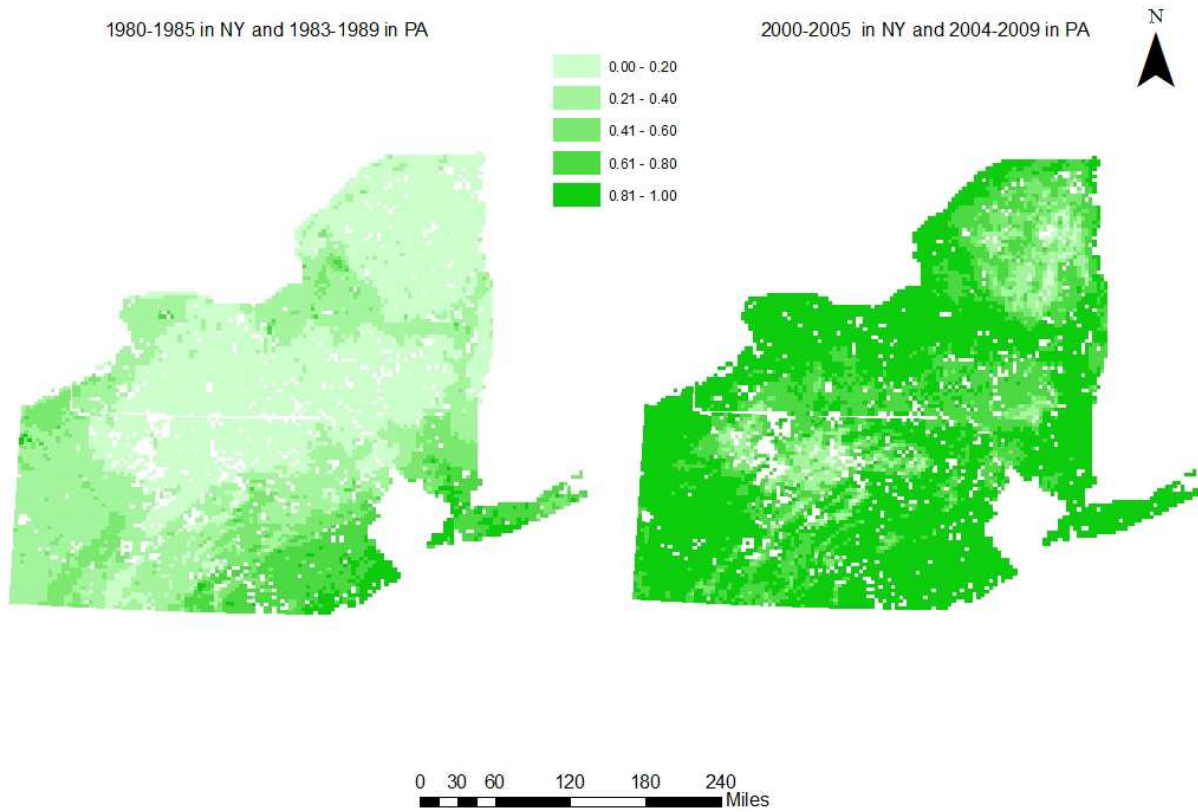 1980-1985 in NY and 1983-1989 in PA
2000-2005 in NY and 2004-2009 in PA
N
0.00 - 0.20
0.21 - 0.40
0.41 - 0.60
0.61 - 0.80
0.81 - 1.00
0 30 60 120 180 240
Miles